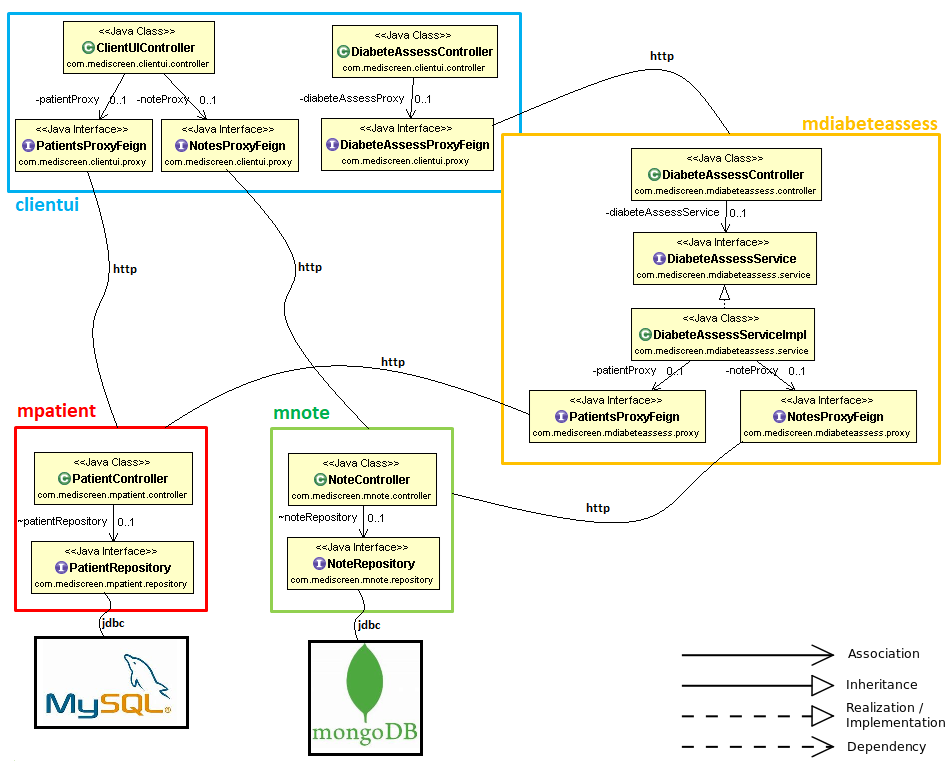 <<Java Class>>
ClientUIController
com.mediscreen.clientui.controller
<<Java Class>>
DiabeteAssessController
com.mediscreen.clientui.controller
-patientProxy
0..1
-noteProxy
0..1
-diabeteAssessProxy
0..1
<<Java Interface>>
PatientsProxyFeign
com.mediscreen.clientui.proxy
<<Java Interface>>
NotesProxyFeign
com.mediscreen.clientui.proxy
<<Java Interface>>
DiabeteAssessProxyFeign
com.mediscreen.clientui.proxy
clientui
http
http
http
mdiabeteassess
<<Java Class>>
DiabeteAssessController
com.mediscreen.mdiabeteassess.controller
-diabeteAssessService
0..1
<<Java Interface>>
DiabeteAssessService
com.mediscreen.mdiabeteassess.service
<<Java Class>>
DiabeteAssessServiceImpl
com.mediscreen.mdiabeteassess.service
-patientProxy
0..1
-noteProxy
0..1
<<Java Interface>>
PatientsProxyFeign
com.mediscreen.mdiabeteassess.proxy
<<Java Interface>>
NotesProxyFeign
com.mediscreen.mdiabeteassess.proxy
http
http
mpatient
<<Java Class>>
PatientController
com.mediscreen.mpatient.controller
~patientRepository
0..1
<<Java Interface>>
PatientRepository
com.mediscreen.mpatient.repository
jdbc
MySQL®
mnote
<<Java Class>>
NoteController
com.mediscreen.mnote.controller
~noteRepository
0..1
<<Java Interface>>
NoteRepository
com.mediscreen.mnote.repository
jdbc
mongoDB
Association
Inheritance
Realization /
Implementation
Dependency